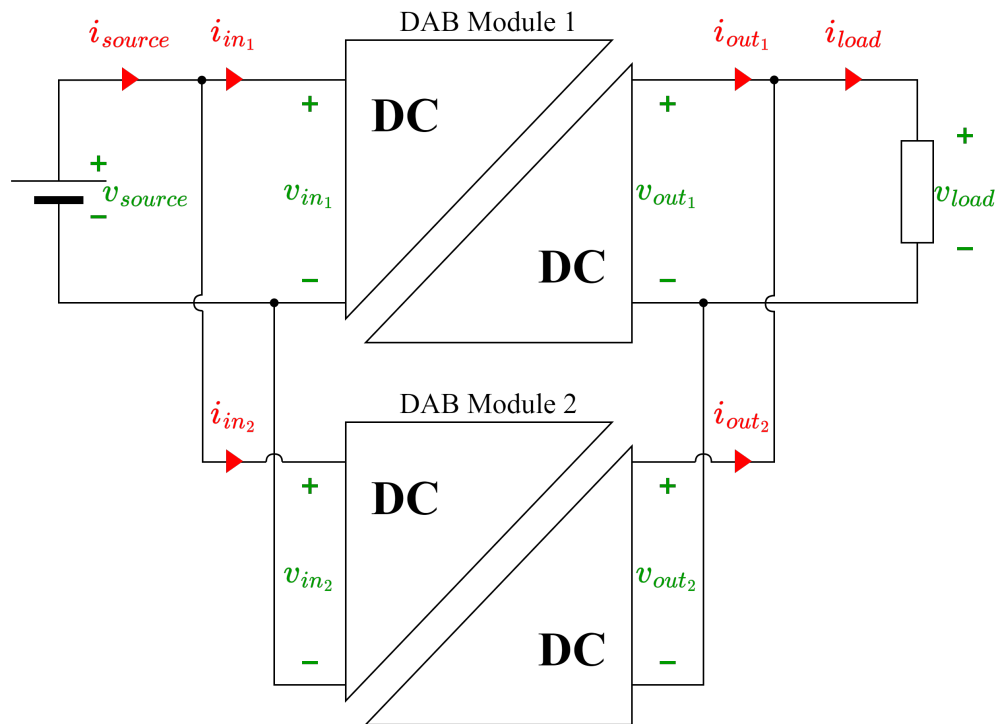 DAB Module 1
i_source i_in1 i_out1 i_load
+ + +
DC
+ +
v_source v_in1 v_out1 v_load
− −
− DC −
DAB Module 2
i_in2 i_out2
+ +
DC
v_in2 v_out2
DC
− −